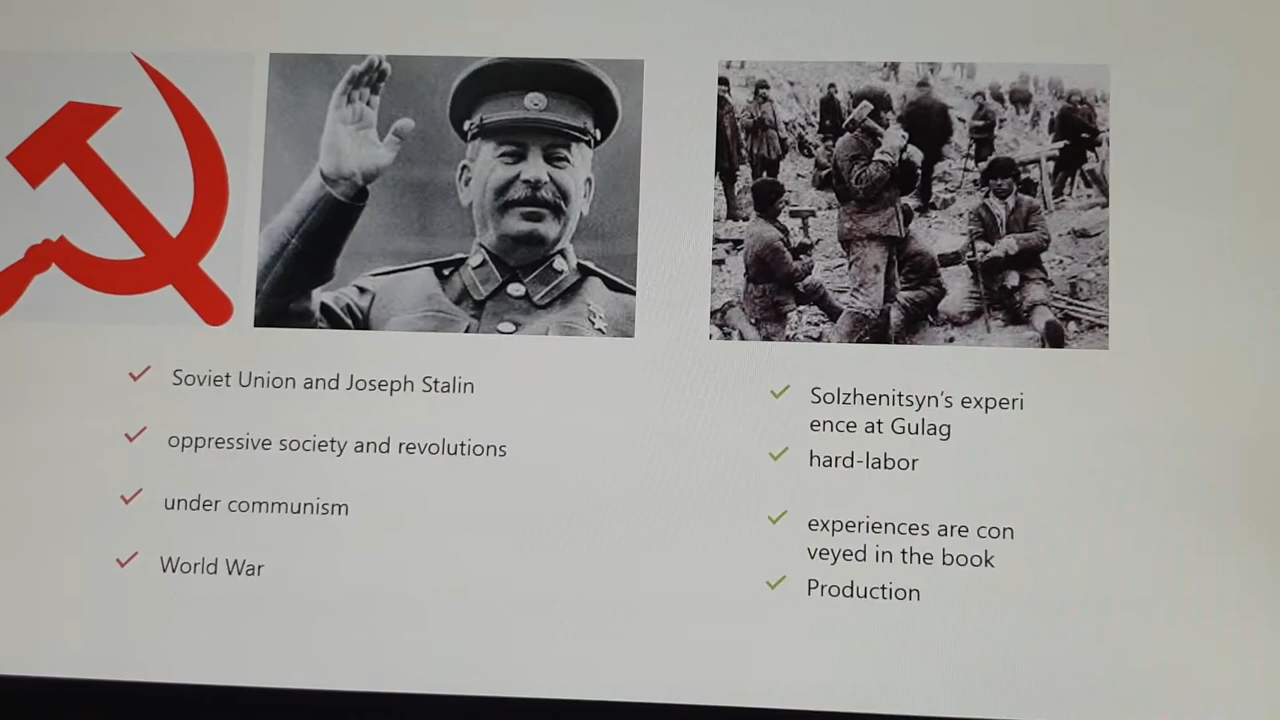 Soviet Union and Joseph Stalin
oppressive society and revolutions
under communism
World War
Solzhenitsyn's experi
ence at Gulag
hard-labor
experiences are con
veyed in the book
Production